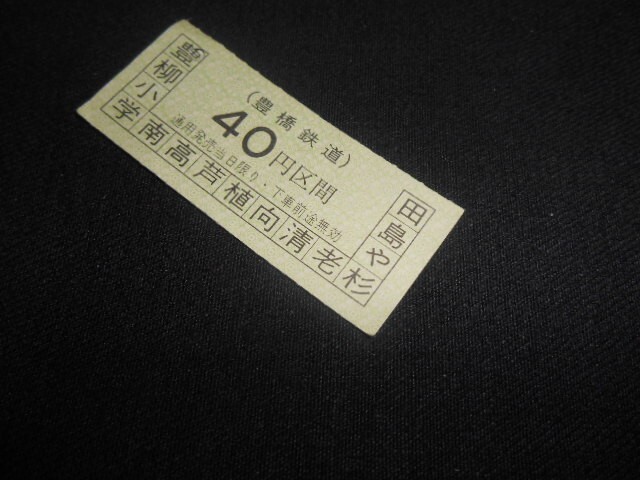 (豊橋鉄道)
40円区間
通用発売当日限り・下車前途無効
豊柳小学南高芦植向清老杉や島田